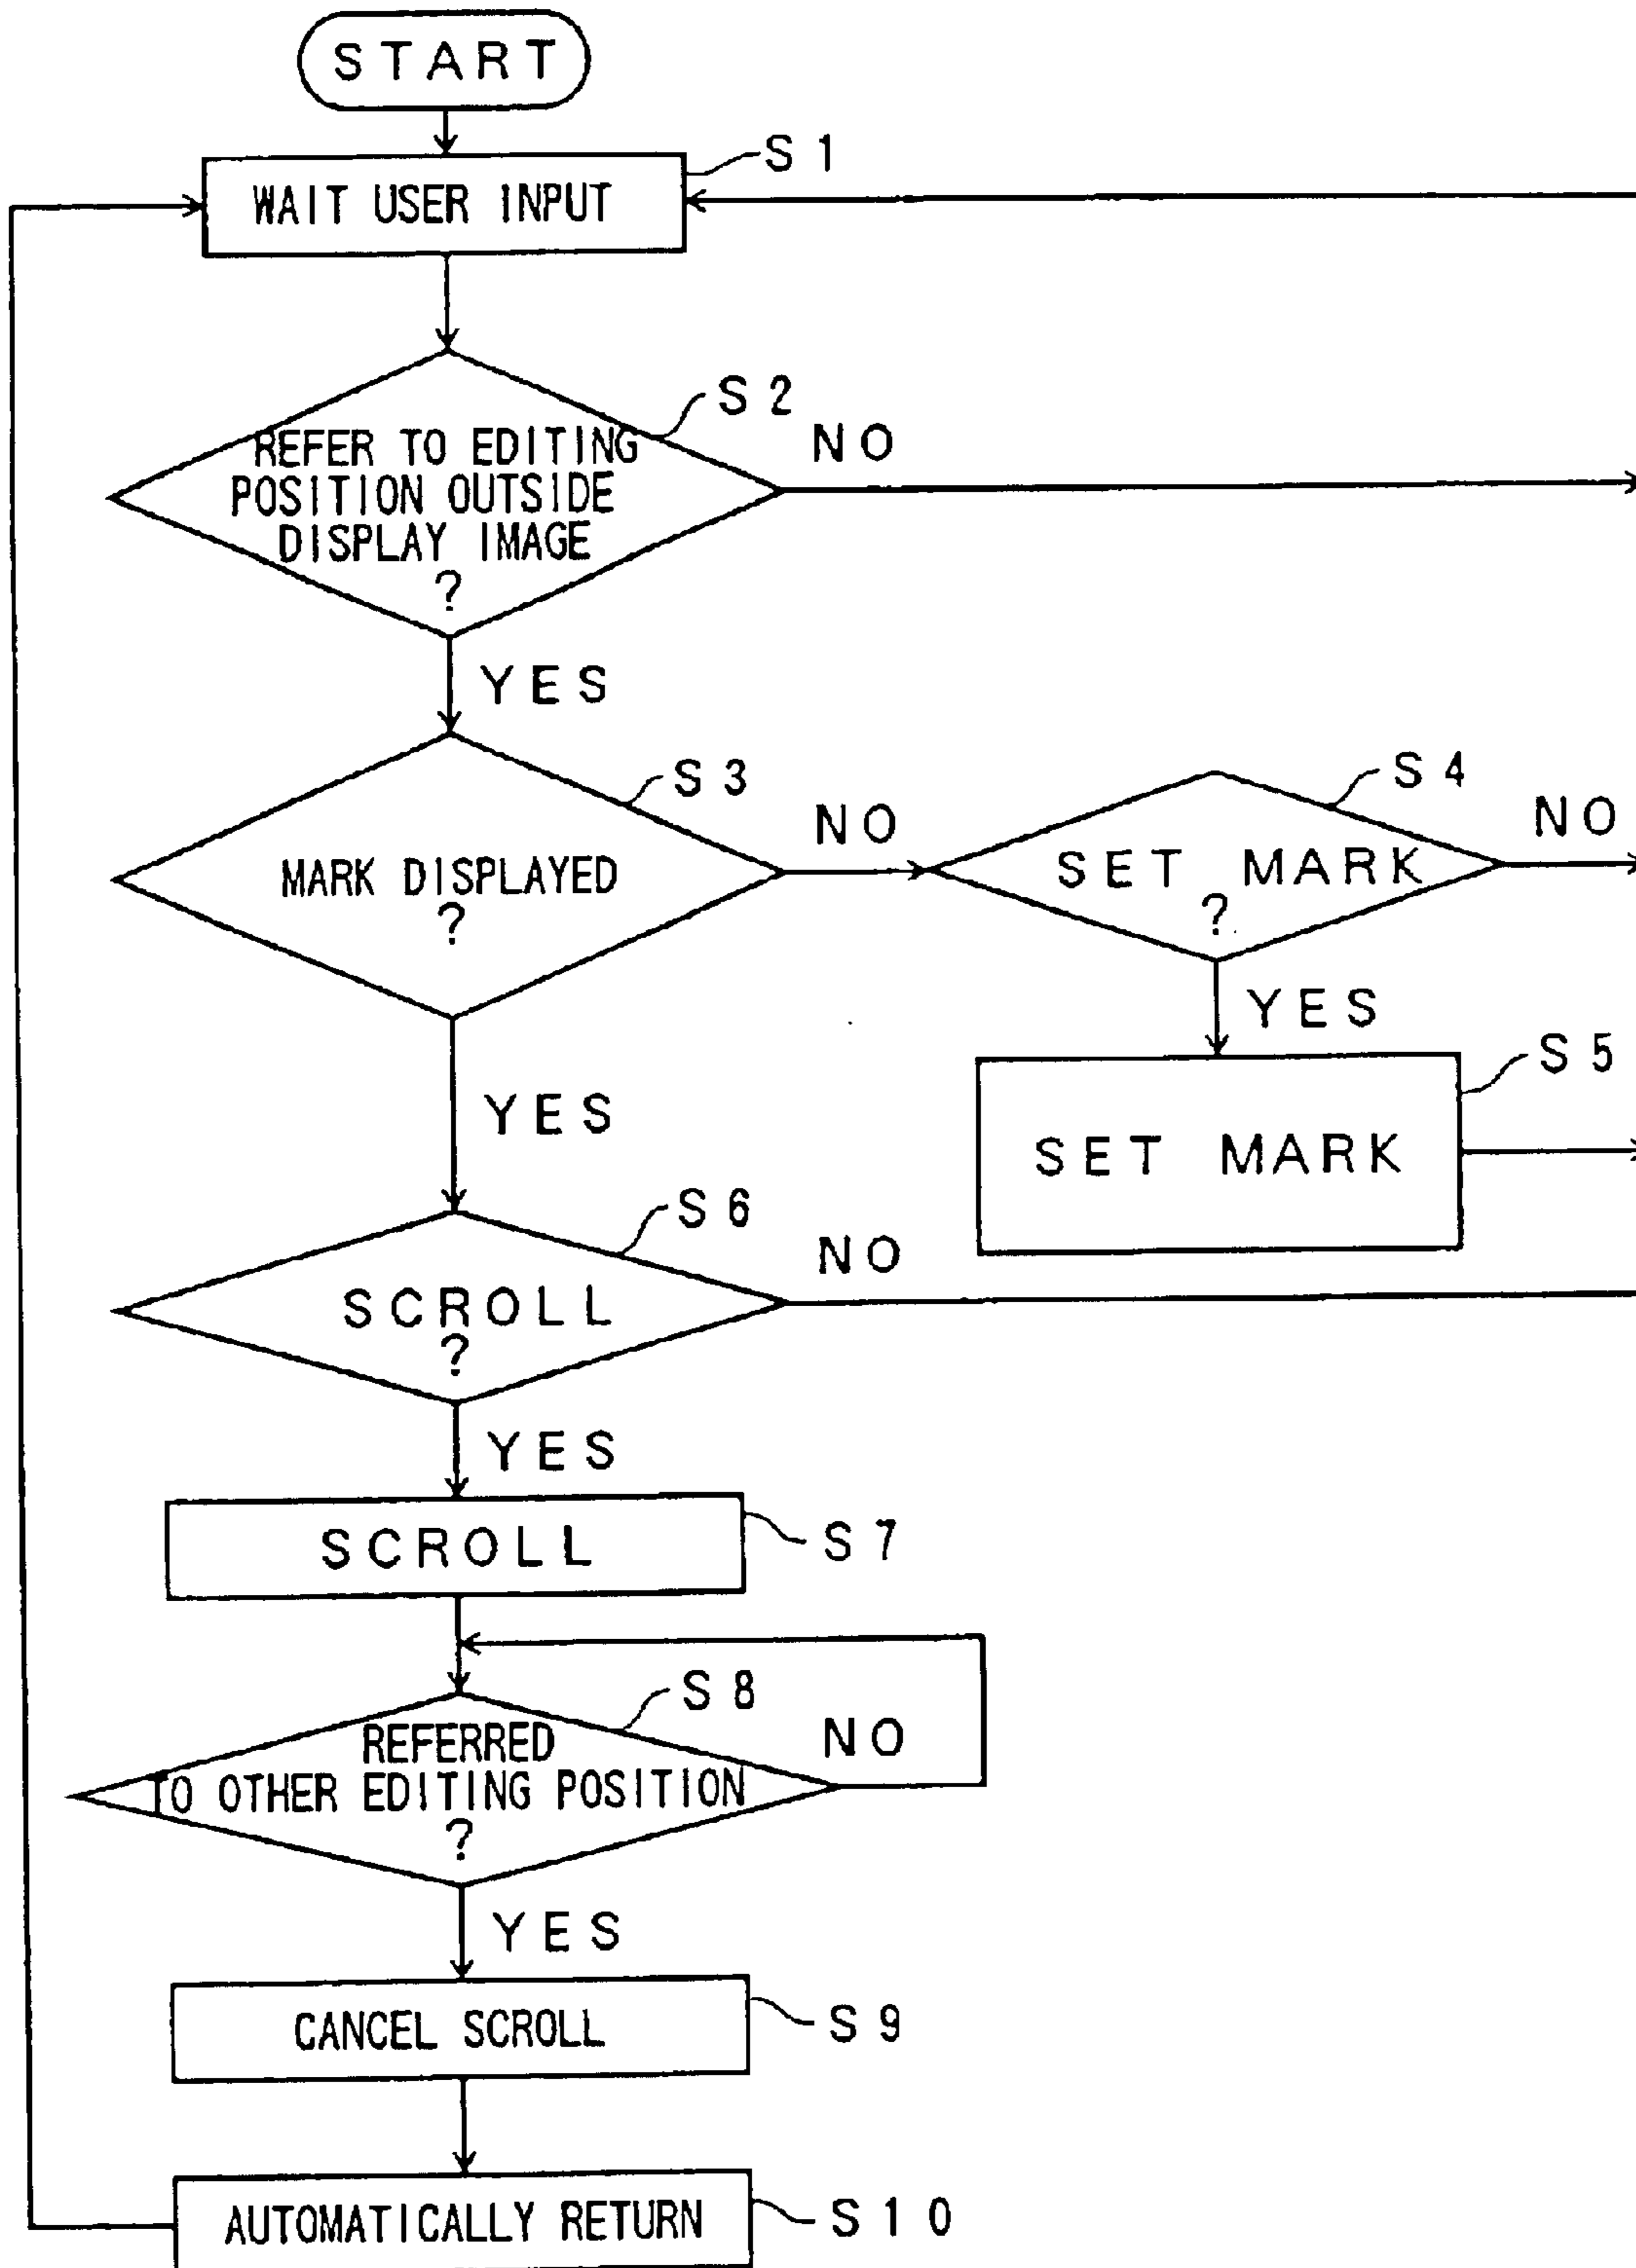 START
S1
WAIT USER INPUT
S2
NO
REFER TO EDITING
POSITION OUTSIDE
DISPLAY IMAGE
?
YES
S3
NO
MARK DISPLAYED
?
S4
NO
SET MARK
?
YES
YES
S5
SET MARK
S6
NO
SCROLL
?
YES
SCROLL
S7
S8
NO
REFERRED
TO OTHER EDITING POSITION
?
YES
CANCEL SCROLL
S9
AUTOMATICALLY RETURN
S10